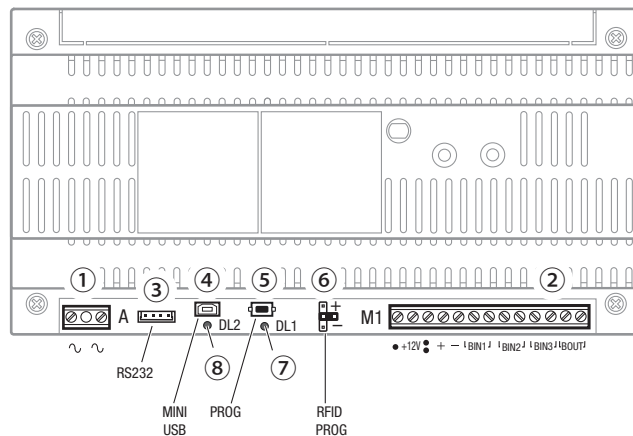 ① ③ ④ ⑤ ⑥ ②
A M1
+
−
DL2 DL1
⑧ ⑦
∿ ∿
RS232
MINI
USB
PROG
RFID
PROG
● +12V ● ● + − BIN1 BIN2 BIN3 BOUT